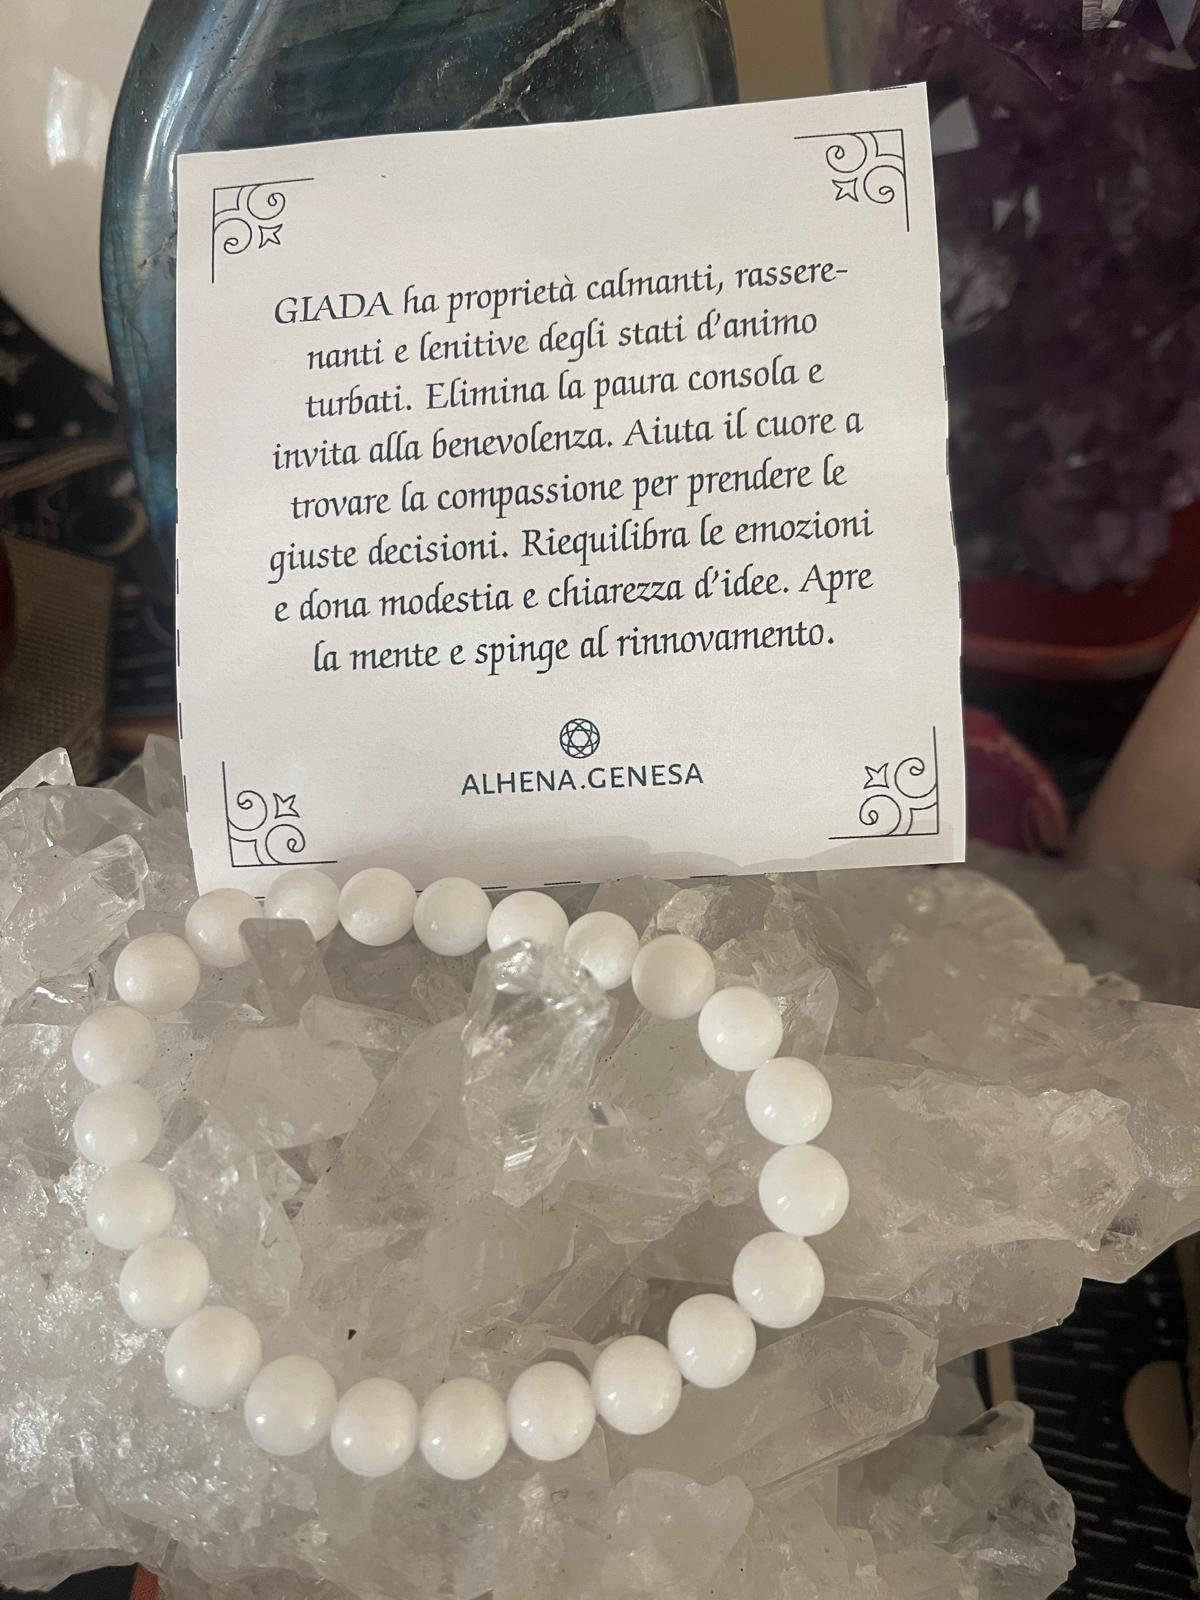 GIADA ha proprietà calmanti, rassere-
nanti e lenitive degli stati d'animo
turbati. Elimina la paura consola e
invita alla benevolenza. Aiuta il cuore a
trovare la compassione per prendere le
giuste decisioni. Riequilibra le emozioni
e dona modestia e chiarezza d'idee. Apre
la mente e spinge al rinnovamento.
ALHENA.GENESA